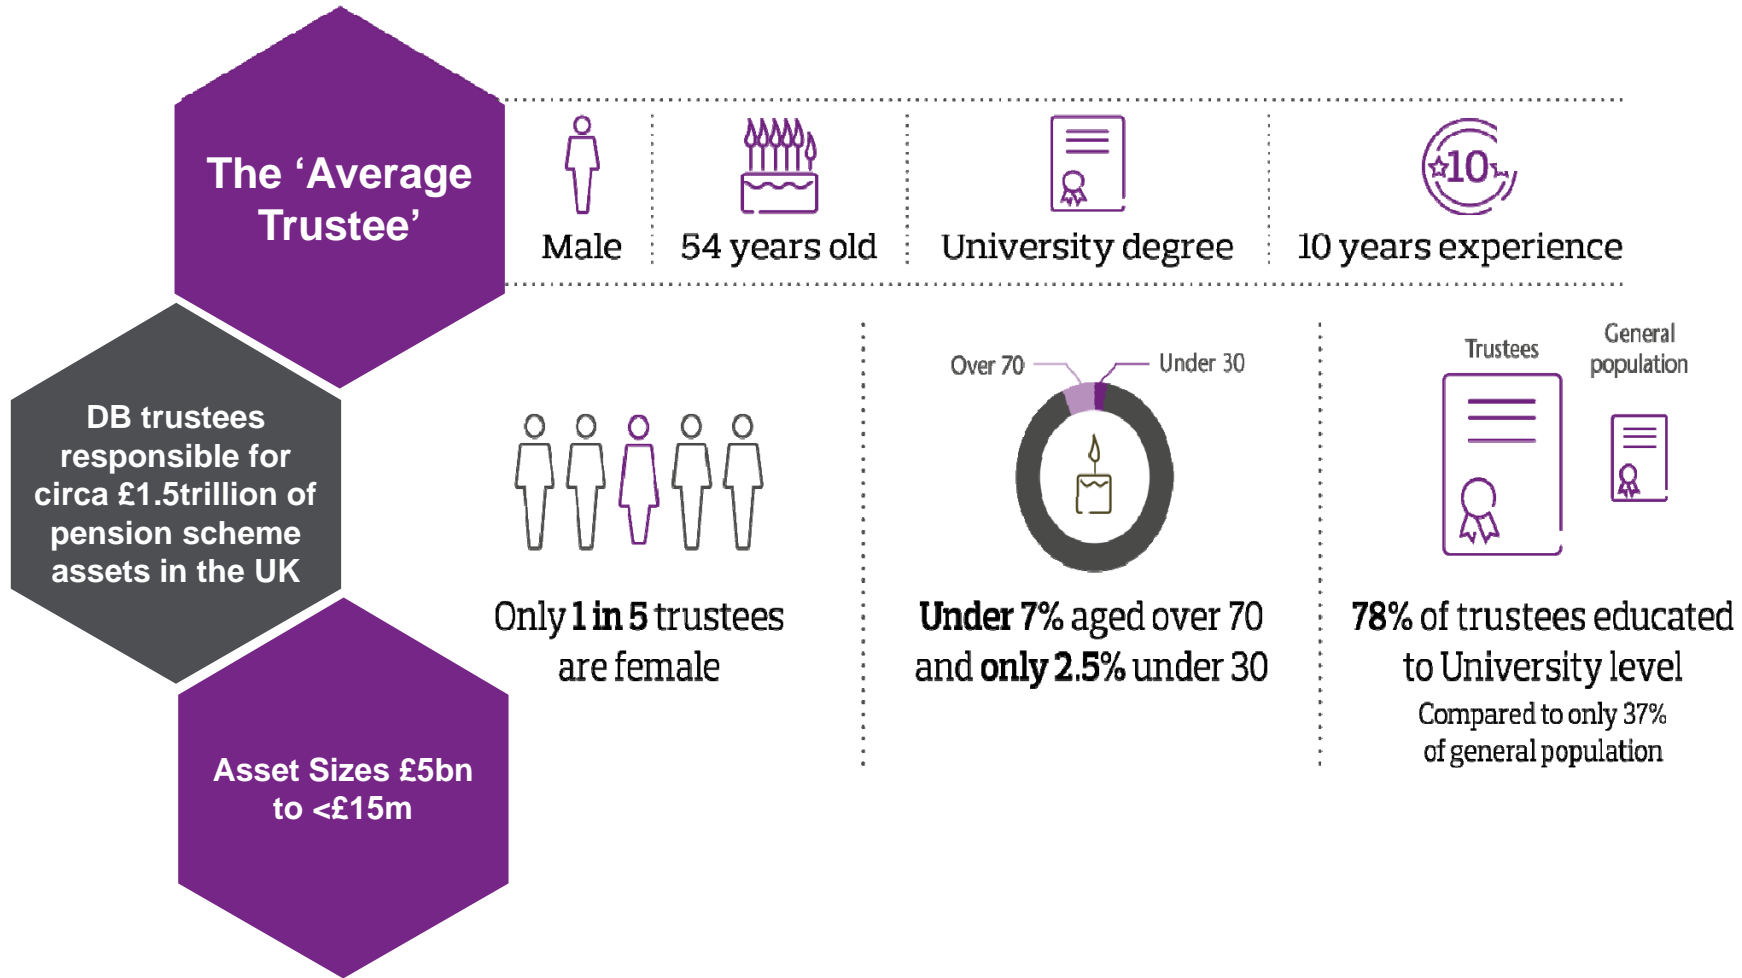 The ‘Average
Trustee’
Male
54 years old
University degree
10
10 years experience
DB trustees
responsible for
circa £1.5trillion of
pension scheme
assets in the UK
Only 1 in 5 trustees
are female
Over 70
Under 30
Under 7% aged over 70
and only 2.5% under 30
Trustees
General
population
78% of trustees educated
to University level
Compared to only 37%
of general population
Asset Sizes £5bn
to <£15m